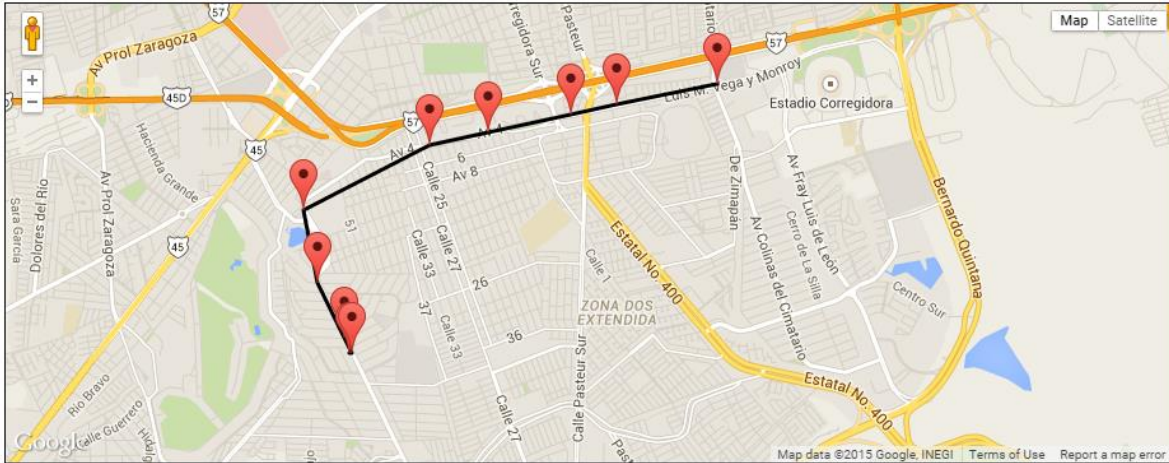 Map
Satellite
57
57
57
45D
45
45
Av Prol Zaragoza
Hacienda Grande
Av Prol Zaragoza
Dolores del Río
Sara García
Corregidora Sur
Pasteur
Luis M. Vega y Monroy
Estadio Corregidora
Av 4
6
Av 8
Calle 25
Calle 27
Calle 33
51
26
37
Calle 33
36
Calle 27
Calle 1
ZONA DOS
EXTENDIDA
Calle Pasteur Sur
Estatal No. 400
Estatal No. 400
De Zimapán
Av Colinas del Cimatario
Av Fray Luis de León
Cerro de La Silla
Centro Sur
Bernardo Quintana
Río Bravo
Calle Guerrero
Google
Map data ©2015 Google, INEGI
Terms of Use
Report a map error